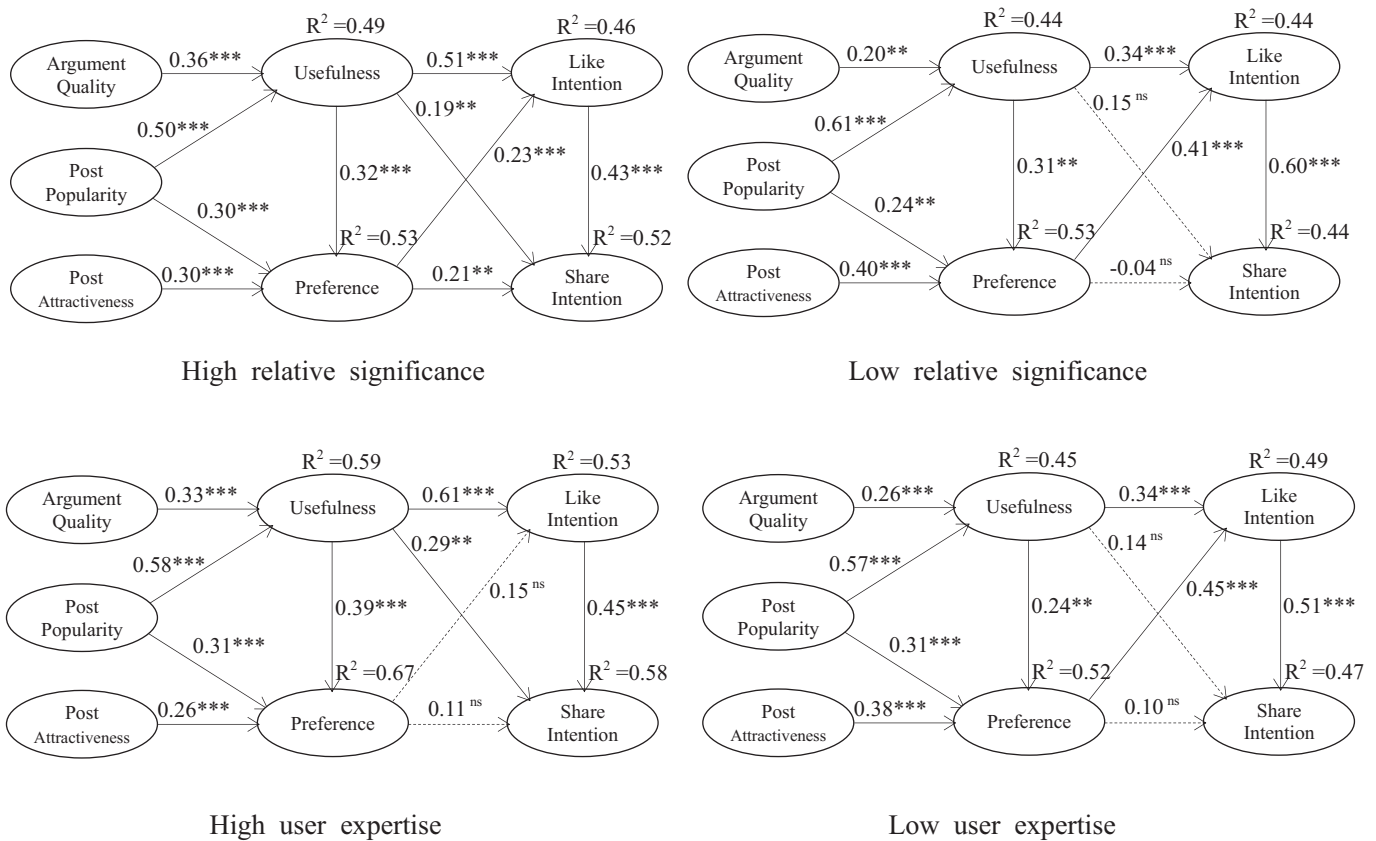 R² =0.49
R² =0.46
Argument
Quality
0.36***
Usefulness
0.51***
Like
Intention
0.19**
0.50***
Post
Popularity
0.32***
0.23***
0.43***
0.30***
R² =0.53
R² =0.52
Post
Attractiveness
0.30***
Preference
0.21**
Share
Intention
High relative significance
R² =0.44
R² =0.44
Argument
Quality
0.20**
Usefulness
0.34***
Like
Intention
0.15 ns
0.61***
Post
Popularity
0.31**
0.41***
0.60***
0.24**
R² =0.53
R² =0.44
Post
Attractiveness
0.40***
Preference
-0.04 ns
Share
Intention
Low relative significance
R² =0.59
R² =0.53
Argument
Quality
0.33***
Usefulness
0.61***
Like
Intention
0.29**
0.58***
Post
Popularity
0.39***
0.15 ns
0.45***
0.31***
R² =0.67
R² =0.58
Post
Attractiveness
0.26***
Preference
0.11 ns
Share
Intention
High user expertise
R² =0.45
R² =0.49
Argument
Quality
0.26***
Usefulness
0.34***
Like
Intention
0.14 ns
0.57***
Post
Popularity
0.24**
0.45***
0.51***
0.31***
R² =0.52
R² =0.47
Post
Attractiveness
0.38***
Preference
0.10 ns
Share
Intention
Low user expertise